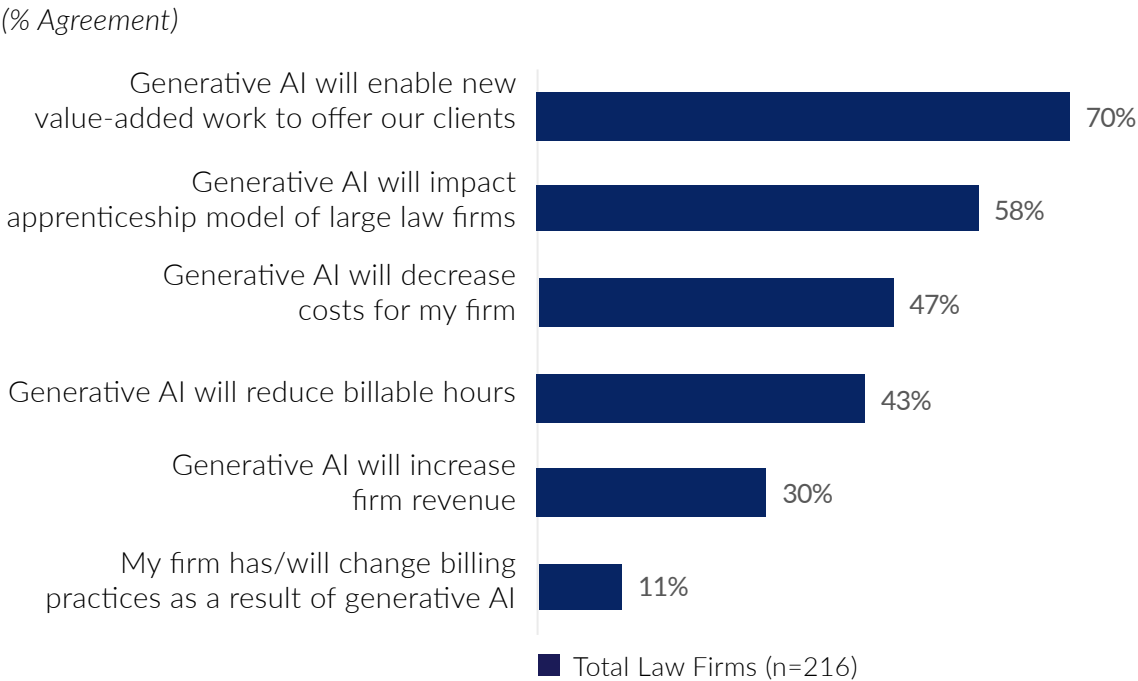 (% Agreement)
Generative AI will enable new
value-added work to offer our clients
70%
Generative AI will impact
apprenticeship model of large law firms
58%
Generative AI will decrease
costs for my firm
47%
Generative AI will reduce billable hours
43%
Generative AI will increase
firm revenue
30%
My firm has/will change billing
practices as a result of generative AI
11%
Total Law Firms (n=216)